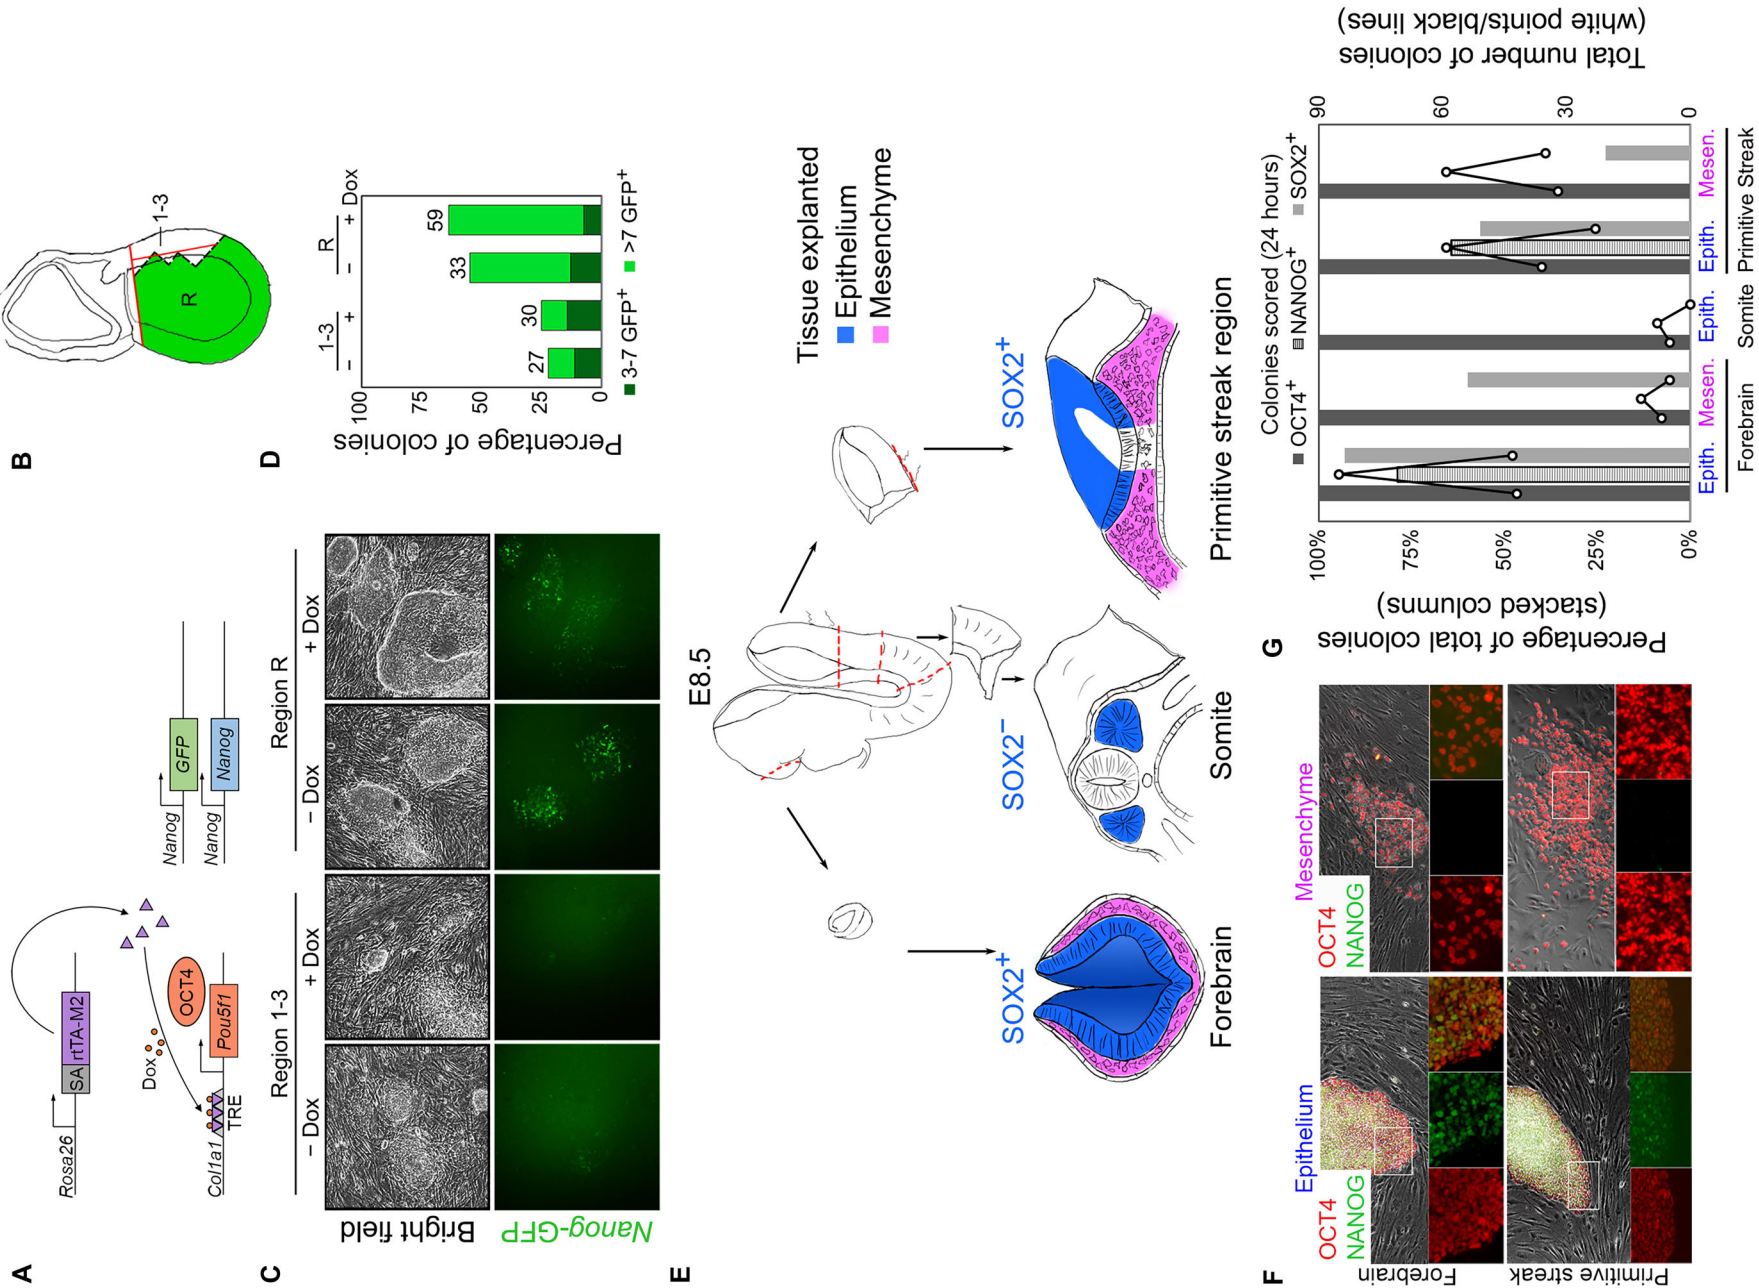 A
Rosa26
SA
rtTA-M2
Dox
OCT4
Col1a1
TRE
Pou5f1
Nanog
GFP
Nanog
Nanog
B
R
1-3
C
Region 1-3
Region R
– Dox
+ Dox
– Dox
+ Dox
Bright field
Nanog-GFP
D
1-3
R
–
+
–
+
Dox
Percentage of colonies
100
75
50
25
0
27
30
33
59
3-7 GFP+
>7 GFP+
E
E8.5
Tissue explanted
Epithelium
Mesenchyme
SOX2+
SOX2–
SOX2+
Forebrain
Somite
Primitive streak region
F
Epithelium
Mesenchyme
OCT4
NANOG
OCT4
NANOG
Forebrain
Primitive streak
G
Colonies scored (24 hours)
OCT4+
NANOG+
SOX2+
Percentage of total colonies
(stacked columns)
100%
75%
50%
25%
0%
90
60
30
0
Total number of colonies
(white points/black lines)
Epith.
Mesen.
Epith.
Epith.
Mesen.
Forebrain
Somite
Primitive Streak